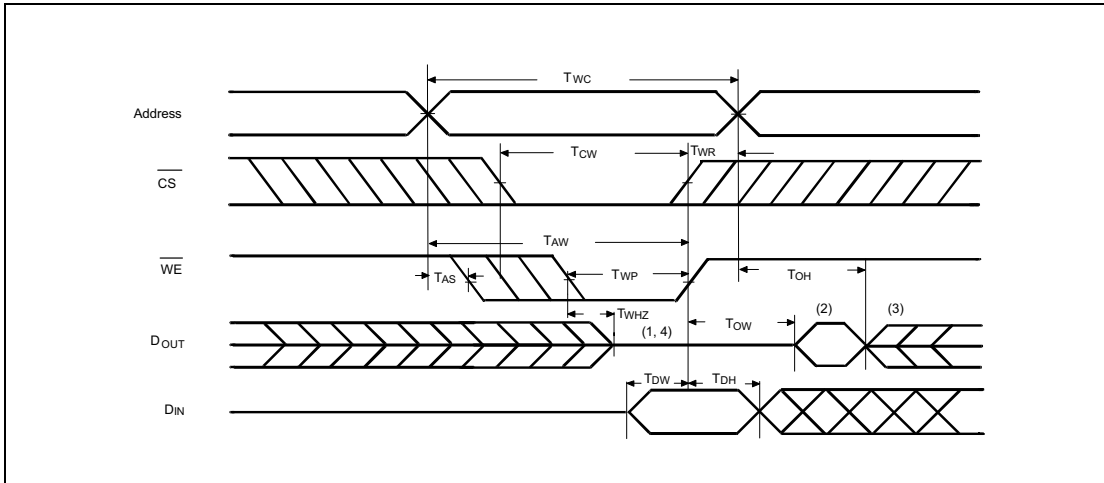 TWC
Address
TCW
TWR
CS
TAW
WE
TAS
TWP
TOH
TWHZ
(1, 4)
TOW
(2)
(3)
DOUT
TDW
TDH
DIN